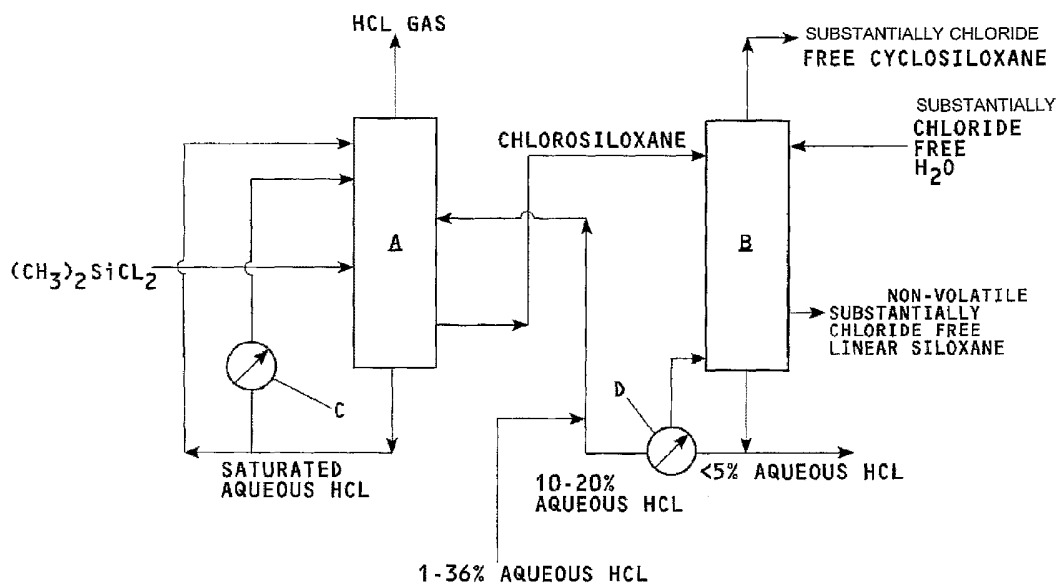 HCL GAS
SUBSTANTIALLY CHLORIDE
FREE CYCLOSILOXANE
SUBSTANTIALLY
CHLORIDE
FREE
H2O
CHLOROSILOXANE
A
B
(CH3)2SiCL2
NON-VOLATILE
SUBSTANTIALLY
CHLORIDE FREE
LINEAR SILOXANE
C
D
SATURATED
AQUEOUS HCL
10-20%
AQUEOUS HCL
<5% AQUEOUS HCL
1-36% AQUEOUS HCL